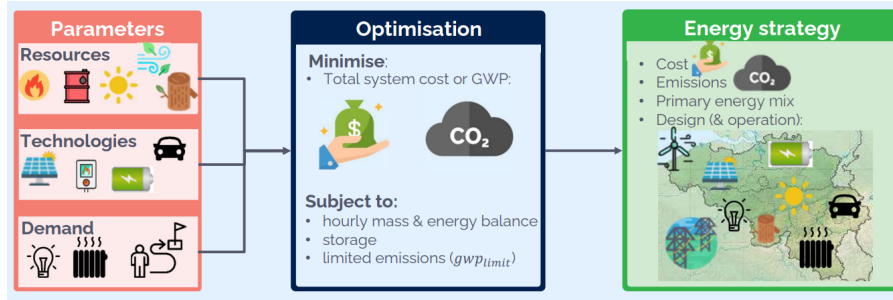 Parameters
Resources
Technologies
Demand
Optimisation
Minimise:
• Total system cost or GWP:
$
CO₂
Subject to:
• hourly mass & energy balance
• storage
• limited emissions (gwp_limit)
Energy strategy
• Cost
$
• Emissions
CO₂
• Primary energy mix
• Design (& operation):